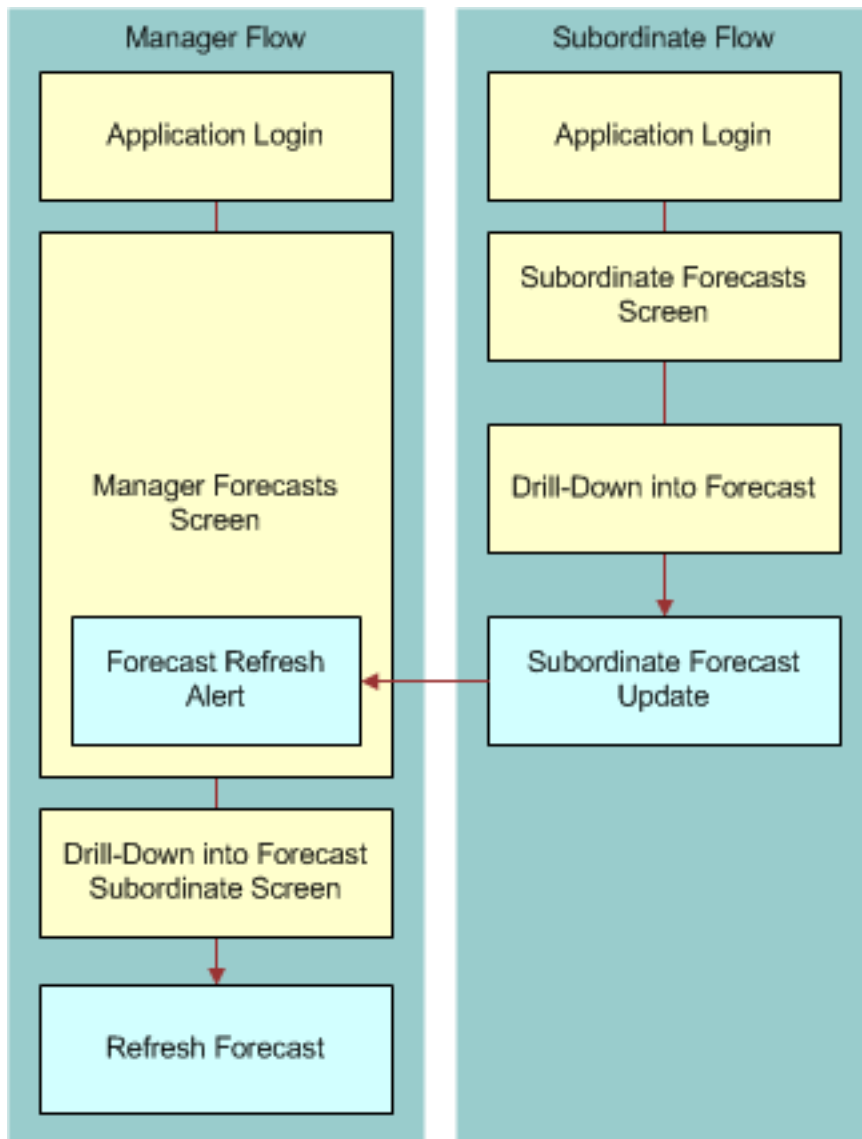 Manager Flow
Application Login
Manager Forecasts
Screen
Forecast Refresh
Alert
Drill-Down into Forecast
Subordinate Screen
Refresh Forecast
Subordinate Flow
Application Login
Subordinate Forecasts
Screen
Drill-Down into Forecast
Subordinate Forecast
Update